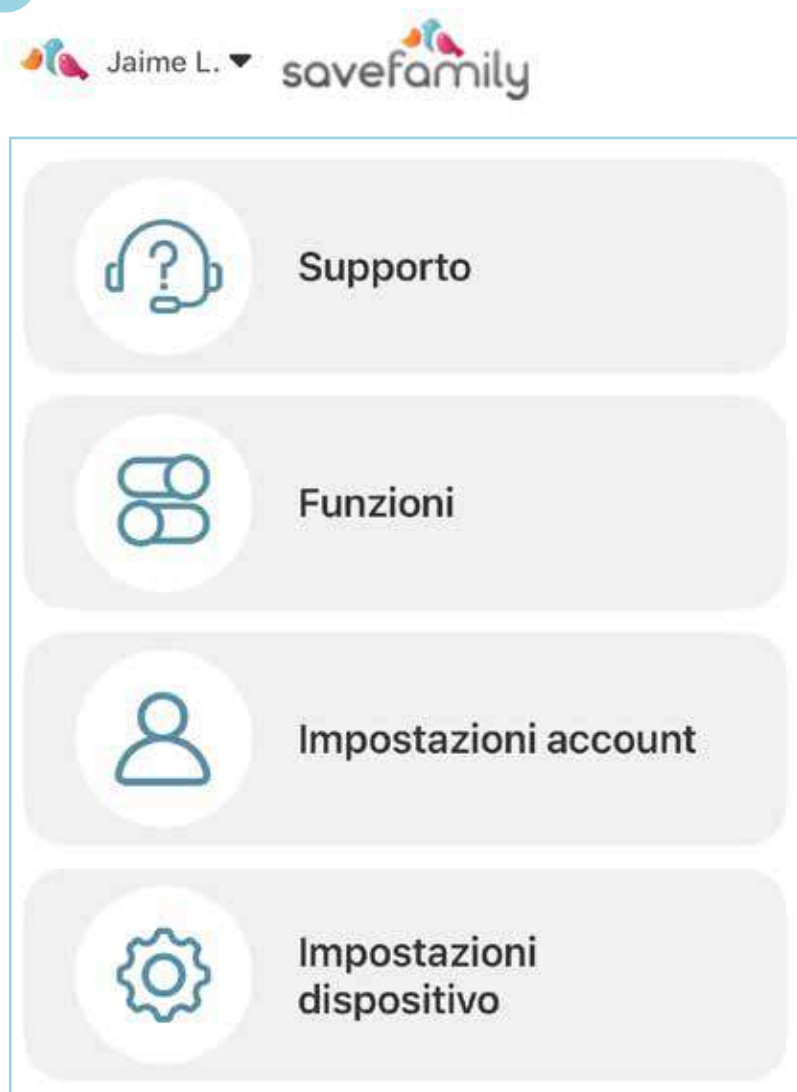 Jaime L.
savefamily
Supporto
?
Funzioni
Impostazioni account
Impostazioni
dispositivo